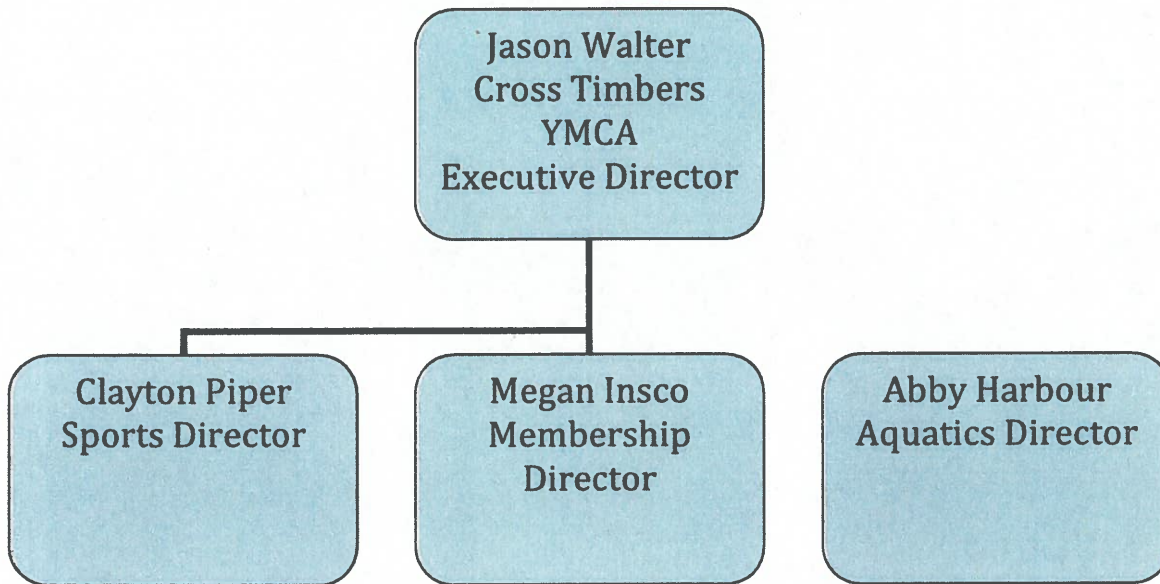 Jason Walter
Cross Timbers
YMCA
Executive Director
Clayton Piper
Sports Director
Megan Insco
Membership
Director
Abby Harbour
Aquatics Director